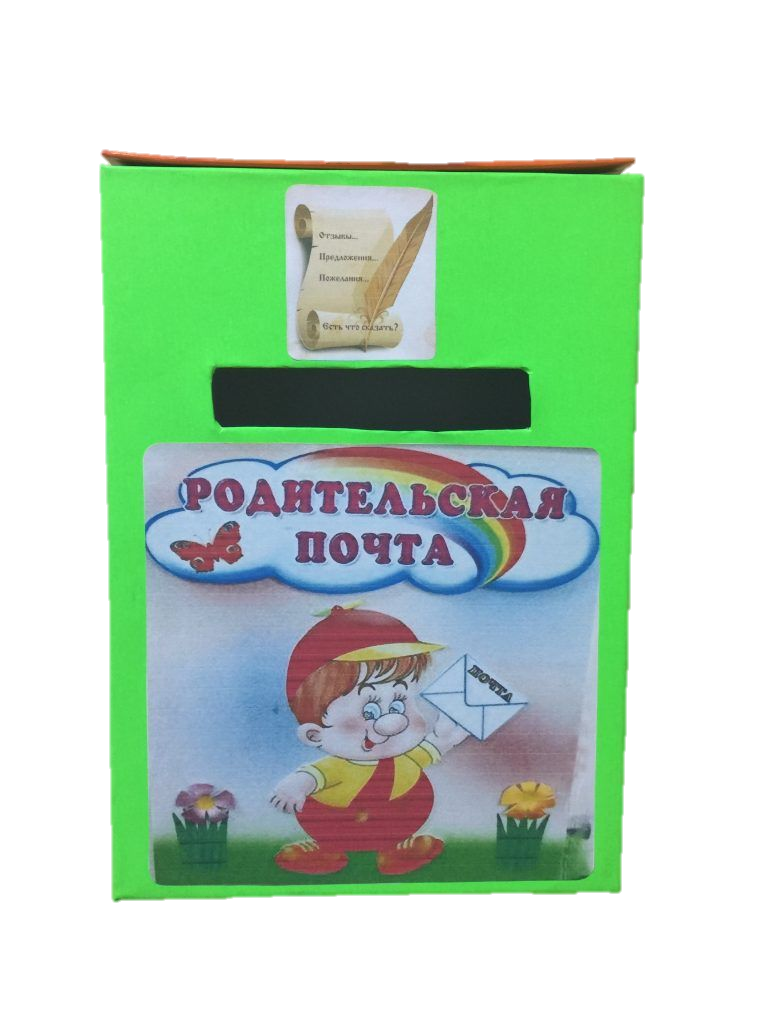 Отзывы...
Предложения...
Пожелания...
Есть что сказать?
РОДИТЕЛЬСКАЯ
ПОЧТА
ПОЧТА